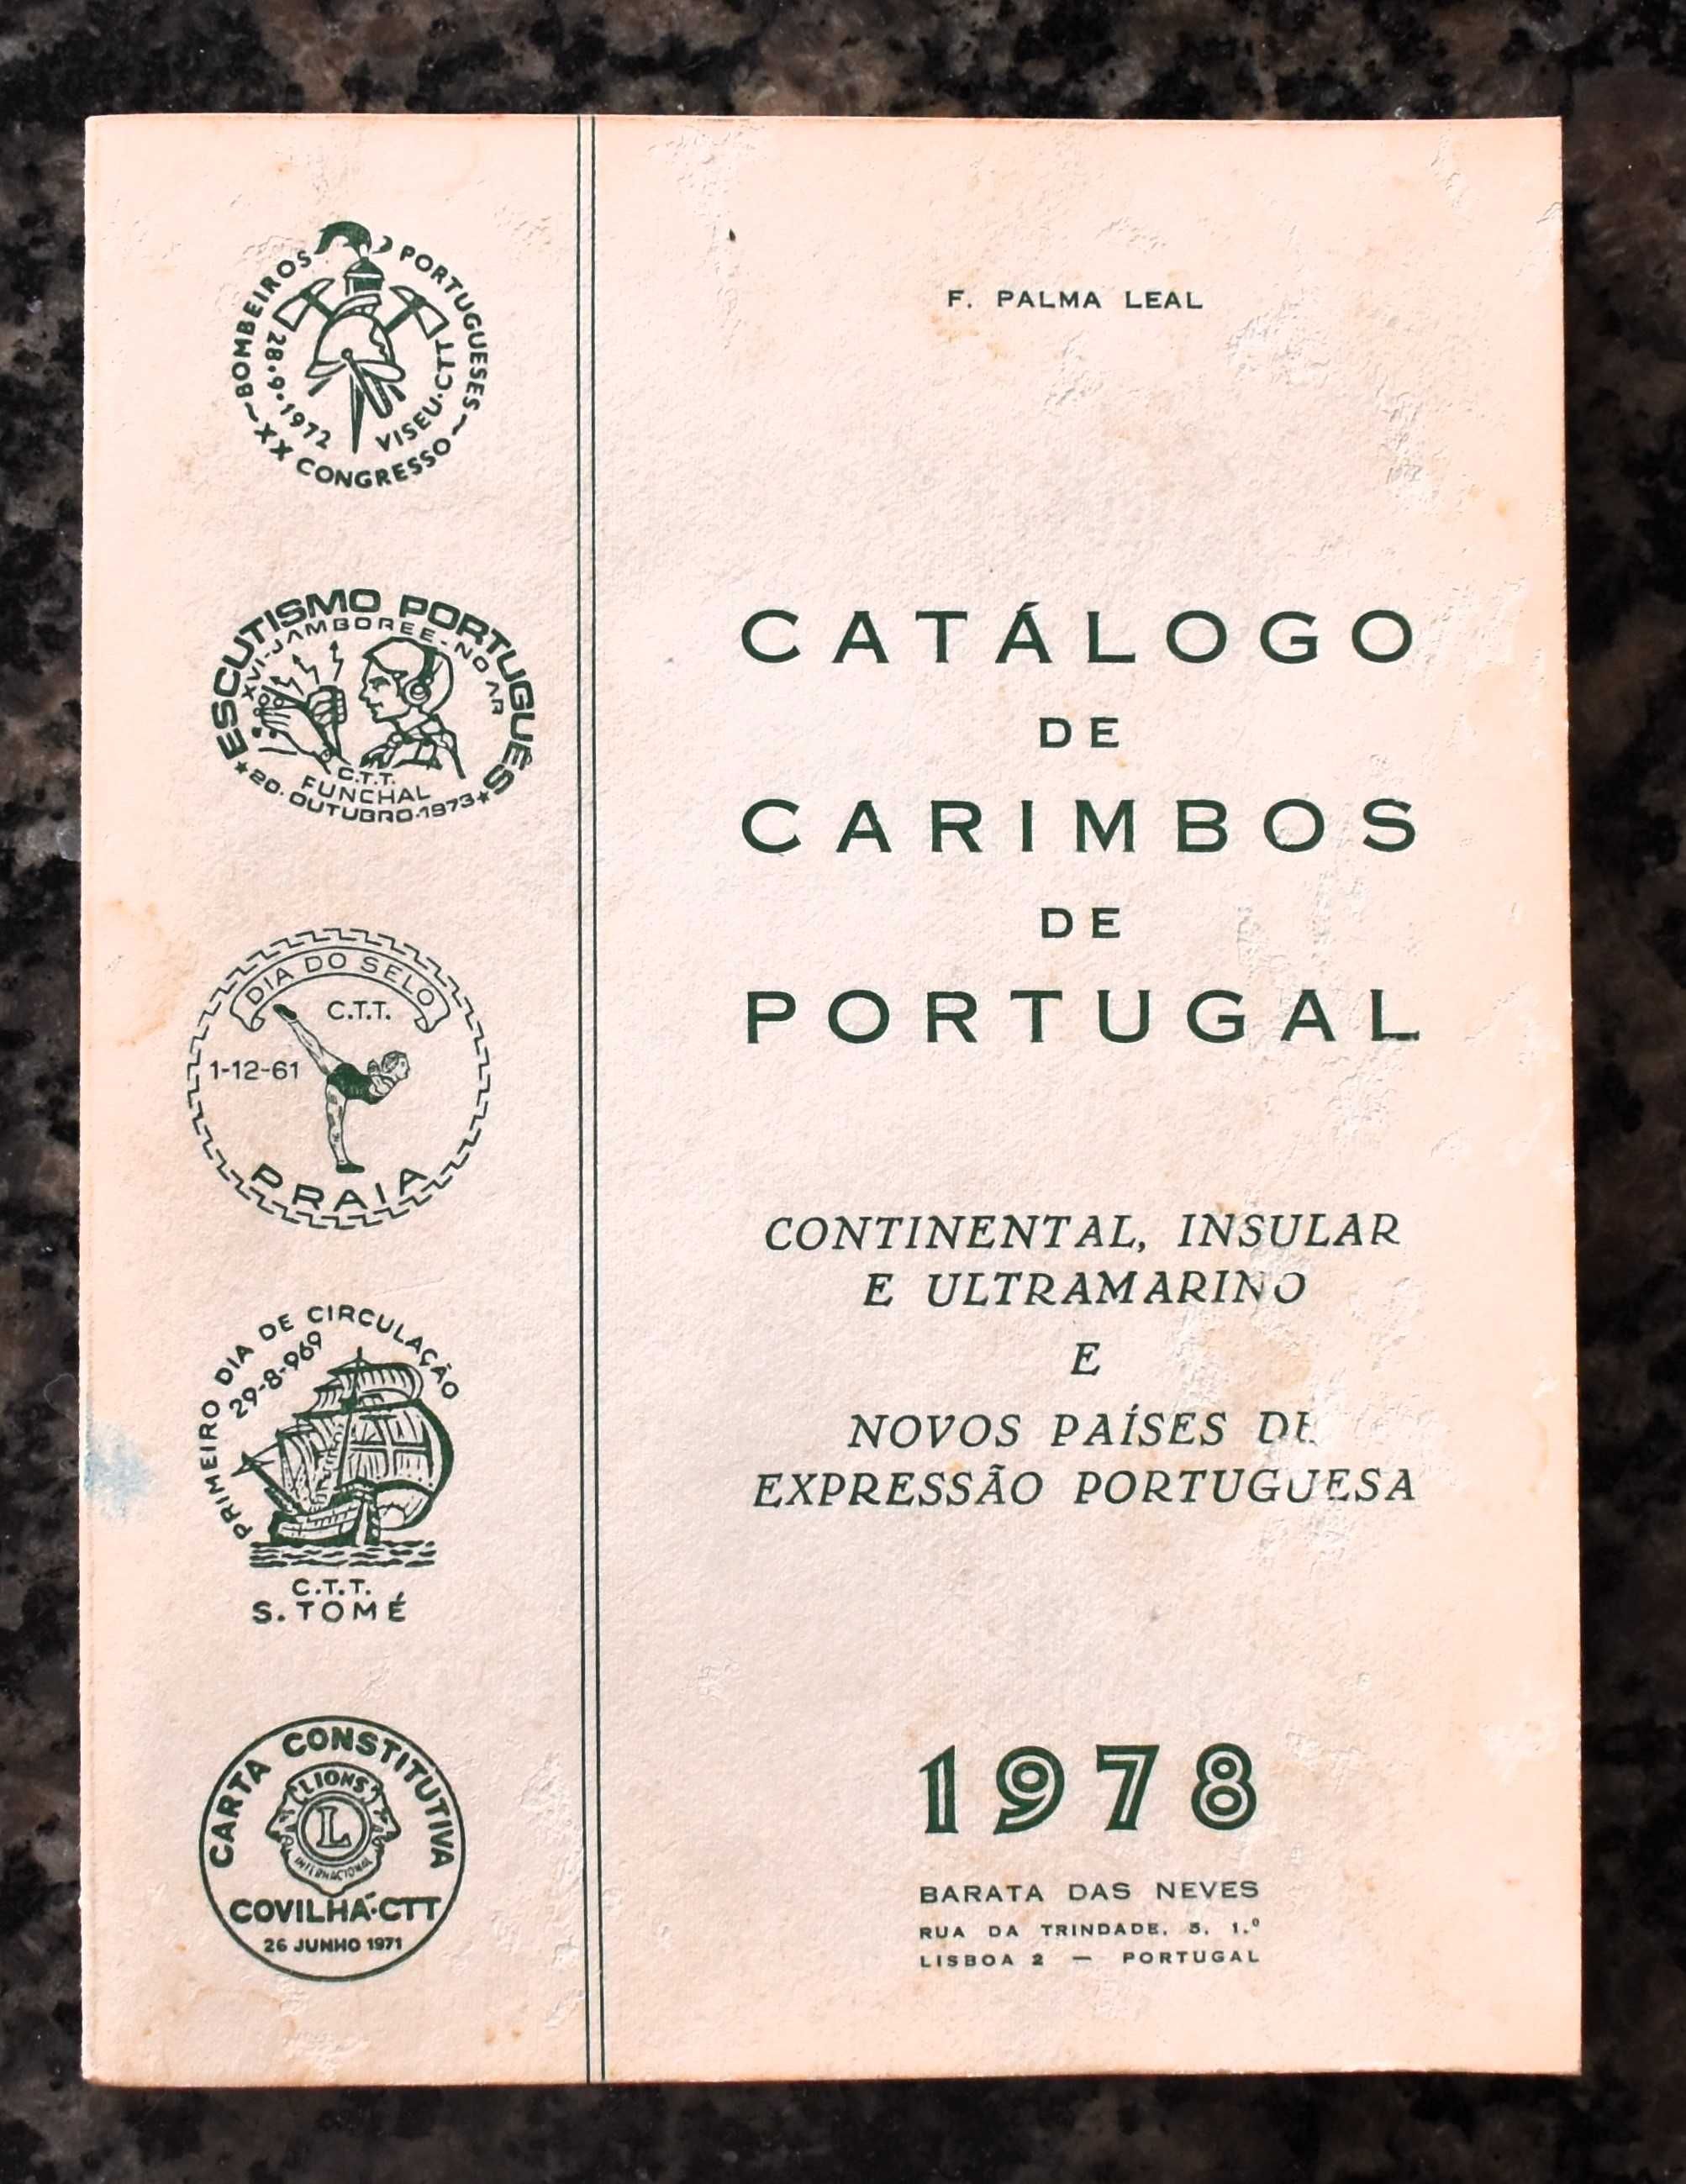 BOMBEIROS PORTUGUESES
28·9·1972
VISEU·CTT
XX CONGRESSO
ESCUTISMO PORTUGUÊS
XVI-JAMBOREE-NO AR
C.T.T.
FUNCHAL
20. OUTUBRO-1973
DIA DO SELO
C.T.T.
1-12-61
PRAIA
PRIMEIRO DIA DE CIRCULAÇÃO
29-8-969
C.T.T.
S. TOMÉ
CARTA CONSTITUTIVA
LIONS
L
INTERNACIONAL
COVILHÃ·CTT
26 JUNHO 1971
F. PALMA LEAL
CATÁLOGO
DE
CARIMBOS
DE
PORTUGAL
CONTINENTAL, INSULAR
E ULTRAMARINO
E
NOVOS PAÍSES DE
EXPRESSÃO PORTUGUESA
1978
BARATA DAS NEVES
RUA DA TRINDADE, 5, 1.º
LISBOA 2 — PORTUGAL